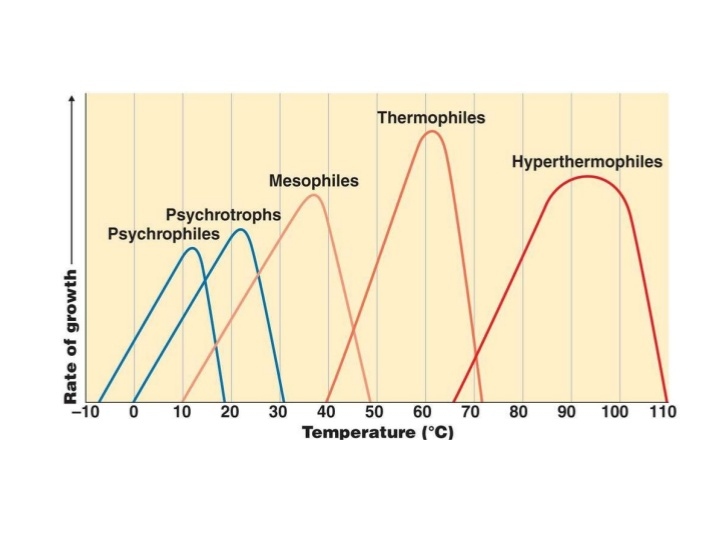 Thermophiles
Hyperthermophiles
Mesophiles
Psychrotrophs
Psychrophiles
Rate of growth
–10 0 10 20 30 40 50 60 70 80 90 100 110
Temperature (°C)